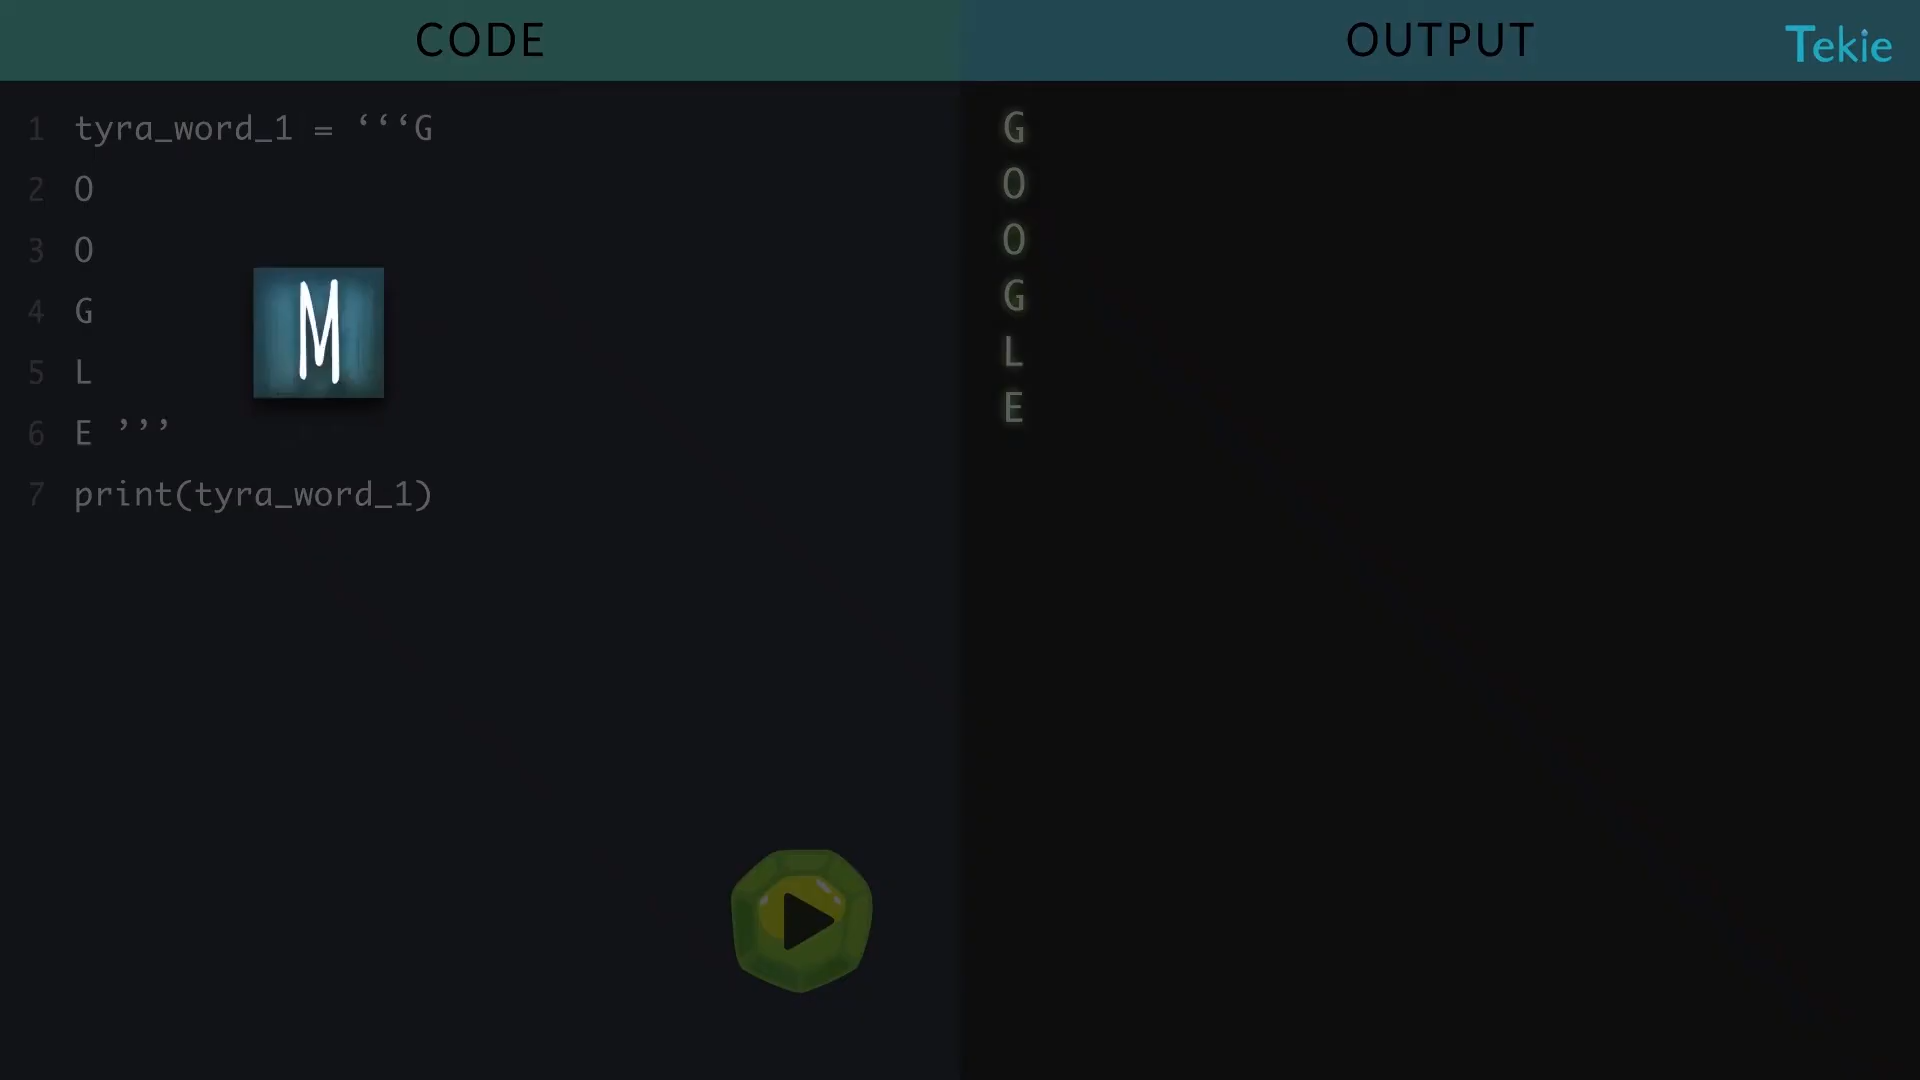 CODE
OUTPUT
Tekie
1 tyra_word_1 = ‘‘‘G
2 O
3 O
4 G
5 L
6 E ’’’
7 print(tyra_word_1)
M
G
O
O
G
L
E